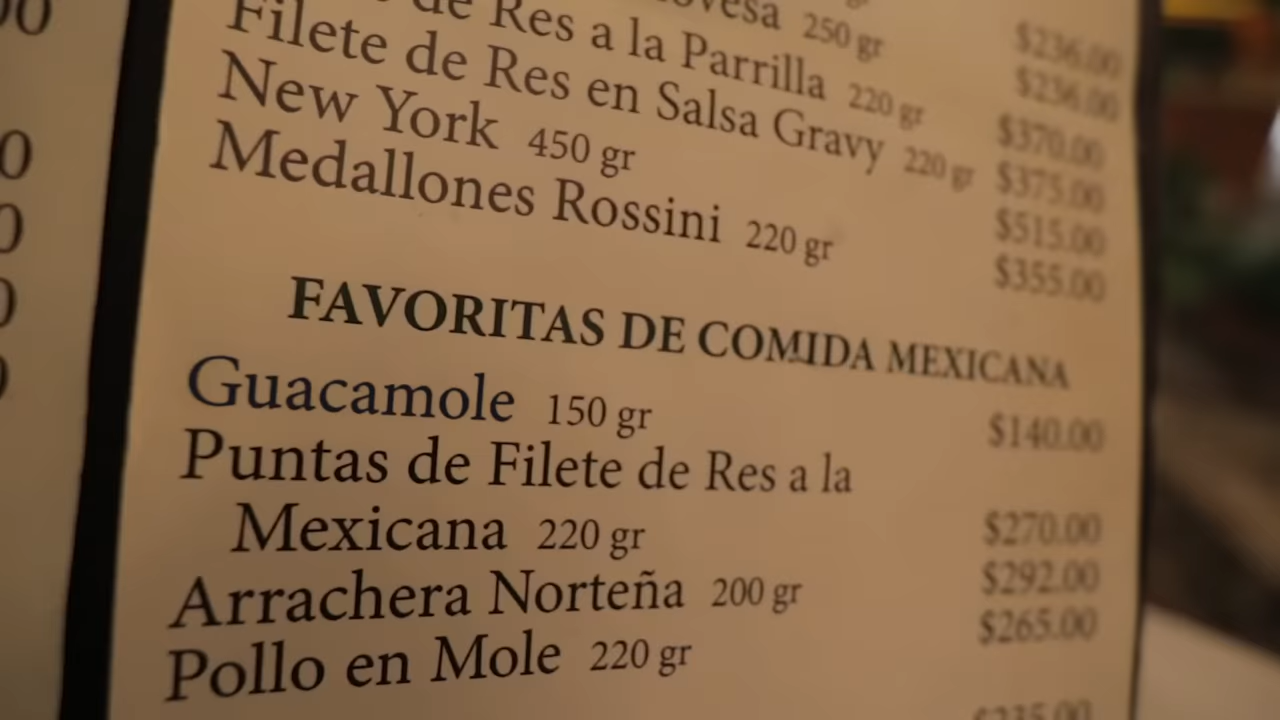 250 gr $236.00
de Res a la Parrilla 220 gr $236.00
Filete de Res en Salsa Gravy 220 gr $370.00
New York 450 gr $375.00
Medallones Rossini 220 gr $515.00
$355.00
FAVORITAS DE COMIDA MEXICANA
Guacamole 150 gr $140.00
Puntas de Filete de Res a la
Mexicana 220 gr $270.00
Arrachera Norteña 200 gr $292.00
Pollo en Mole 220 gr $265.00